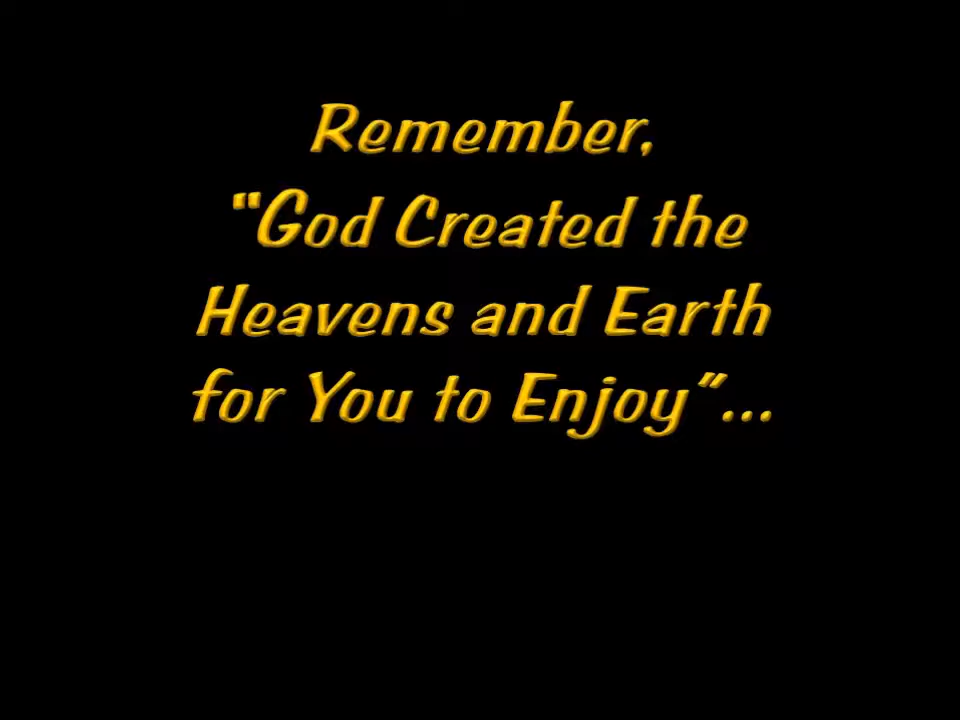 Remember,
“God Created the
Heavens and Earth
for You to Enjoy”...